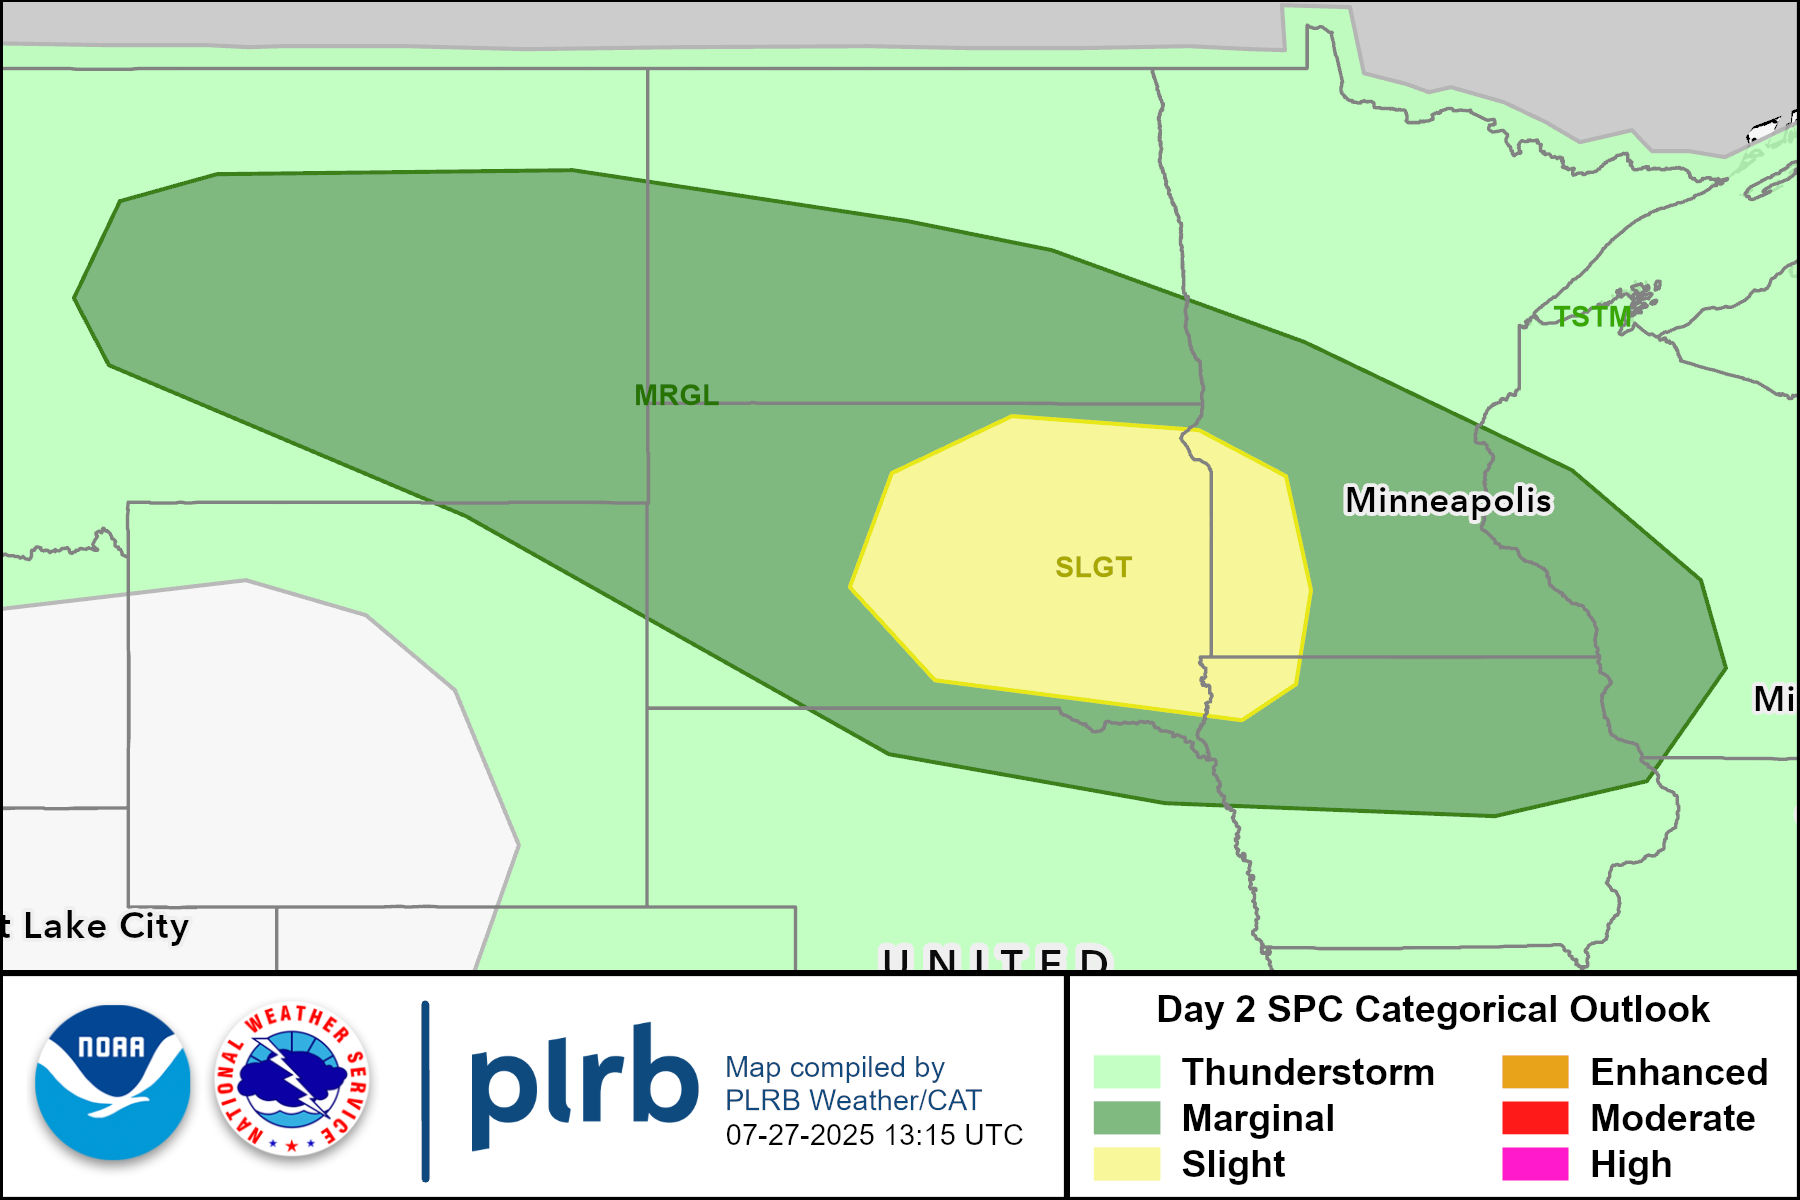 TSTM
MRGL
Minneapolis
SLGT
Mi
t Lake City
UNITED
NOAA
NATIONAL WEATHER SERVICE
plrb
Map compiled by
PLRB Weather/CAT
07-27-2025 13:15 UTC
Day 2 SPC Categorical Outlook
Thunderstorm
Marginal
Slight
Enhanced
Moderate
High